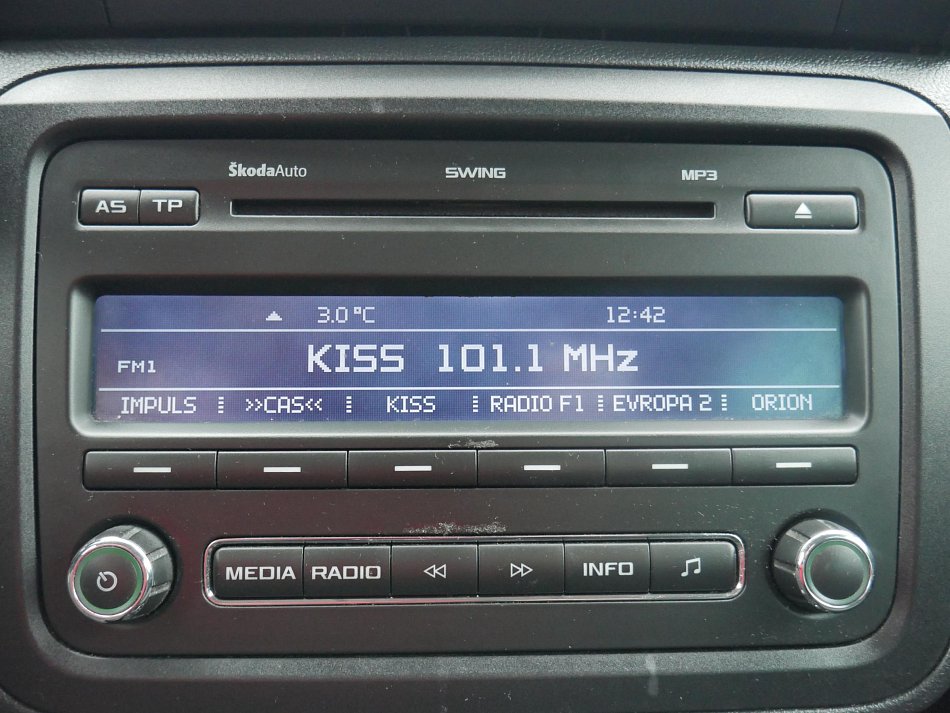 ŠkodaAuto SWING MP3
AS TP
3.0 °C 12:42
FM1 KISS 101.1 MHz
IMPULS >>CAS<< KISS RADIO F1 EVROPA 2 ORION
MEDIA RADIO INFO